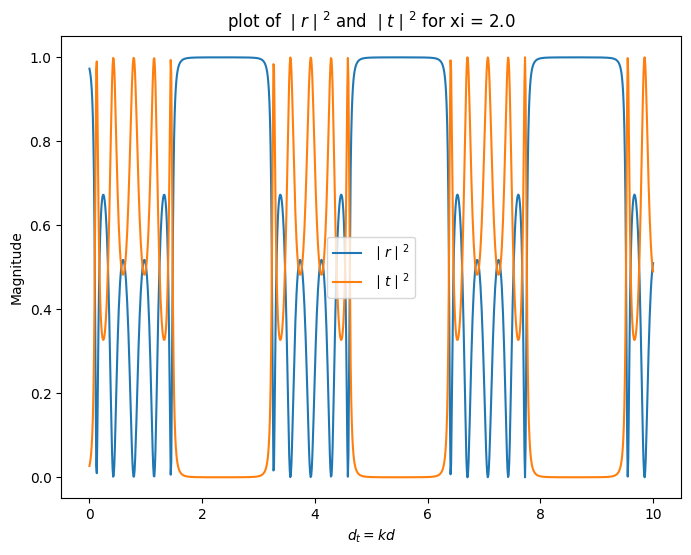 plot of | r |² and | t |² for xi = 2.0
1.0
0.8
0.6
0.4
0.2
0.0
Magnitude
| r |²
| t |²
0 2 4 6 8 10
dₜ = kd